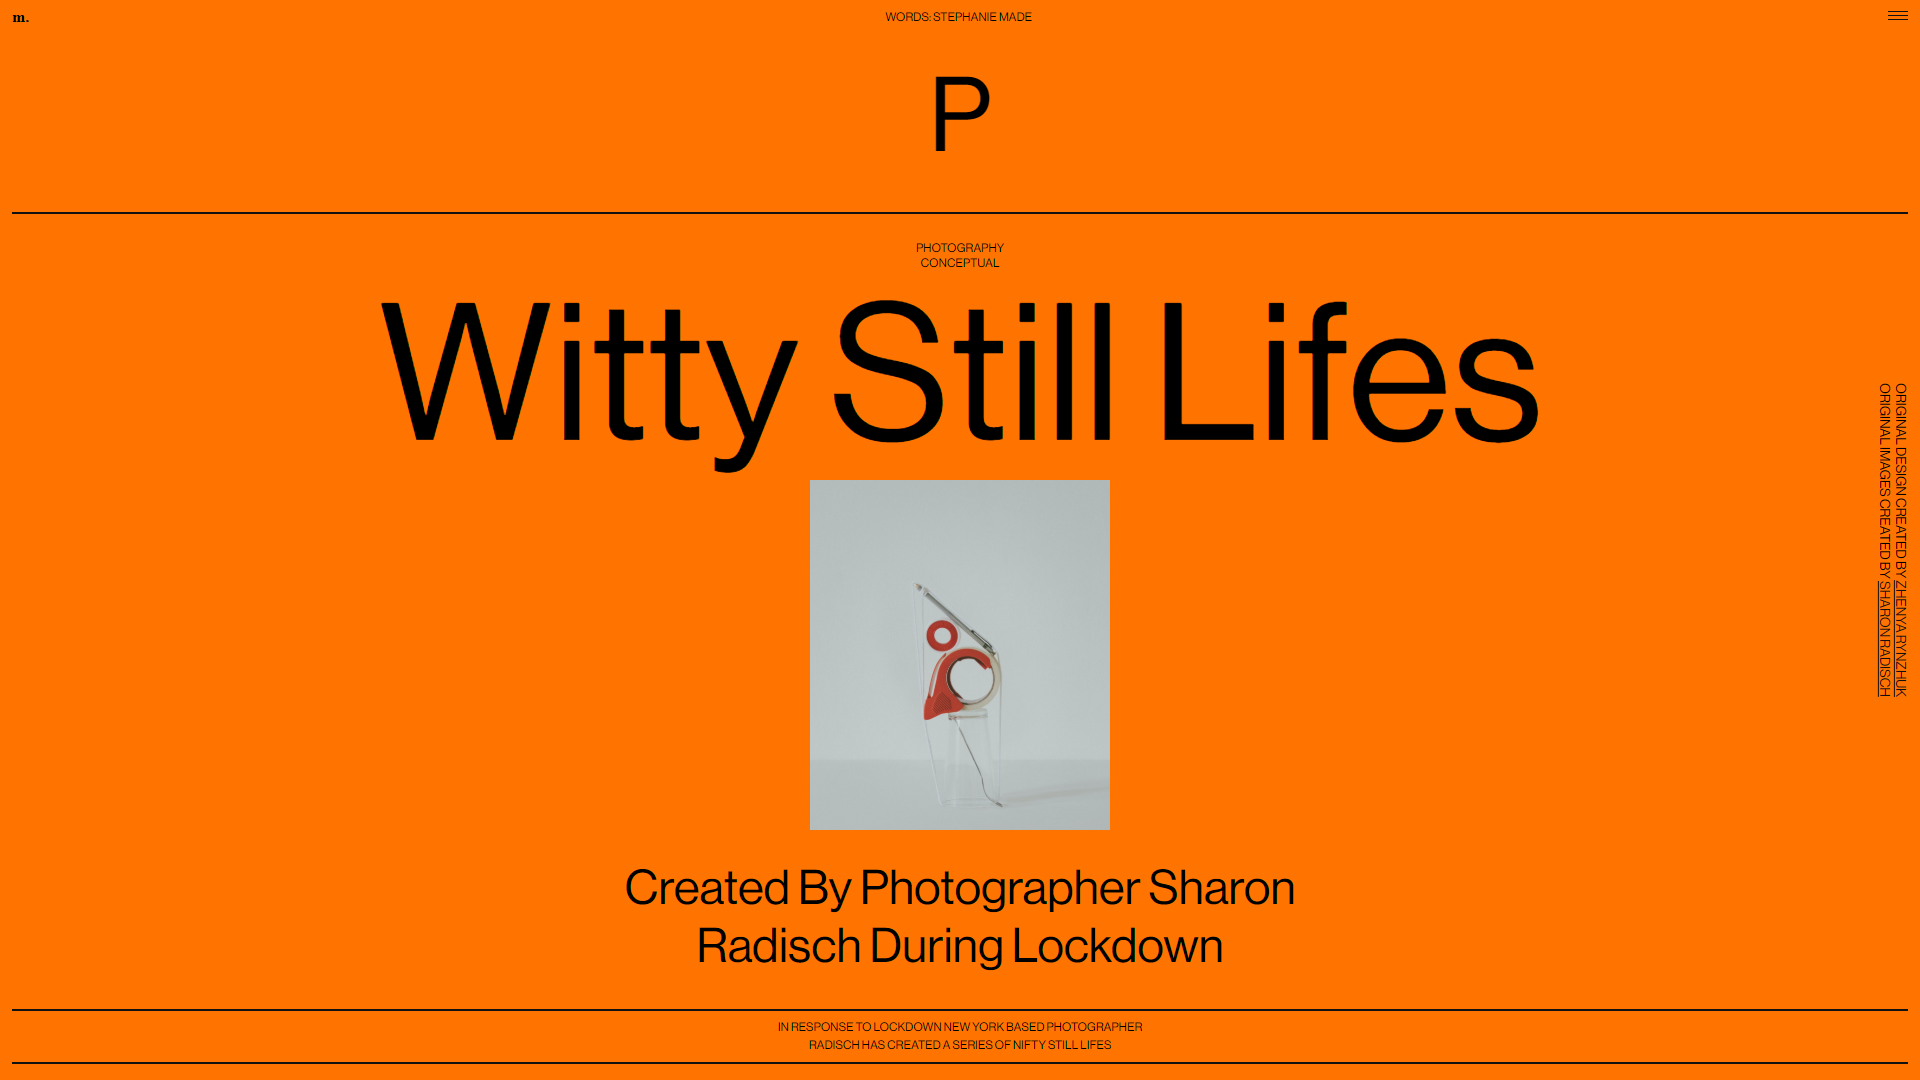 m.
WORDS: STEPHANIE MADE
P
PHOTOGRAPHY
CONCEPTUAL
Witty Still Lifes
ORIGINAL DESIGN CREATED BY ZHENYA RYNZHUK
ORIGINAL IMAGES CREATED BY SHARON RADISCH
Created By Photographer Sharon
Radisch During Lockdown
IN RESPONSE TO LOCKDOWN NEW YORK BASED PHOTOGRAPHER
RADISCH HAS CREATED A SERIES OF NIFTY STILL LIFES